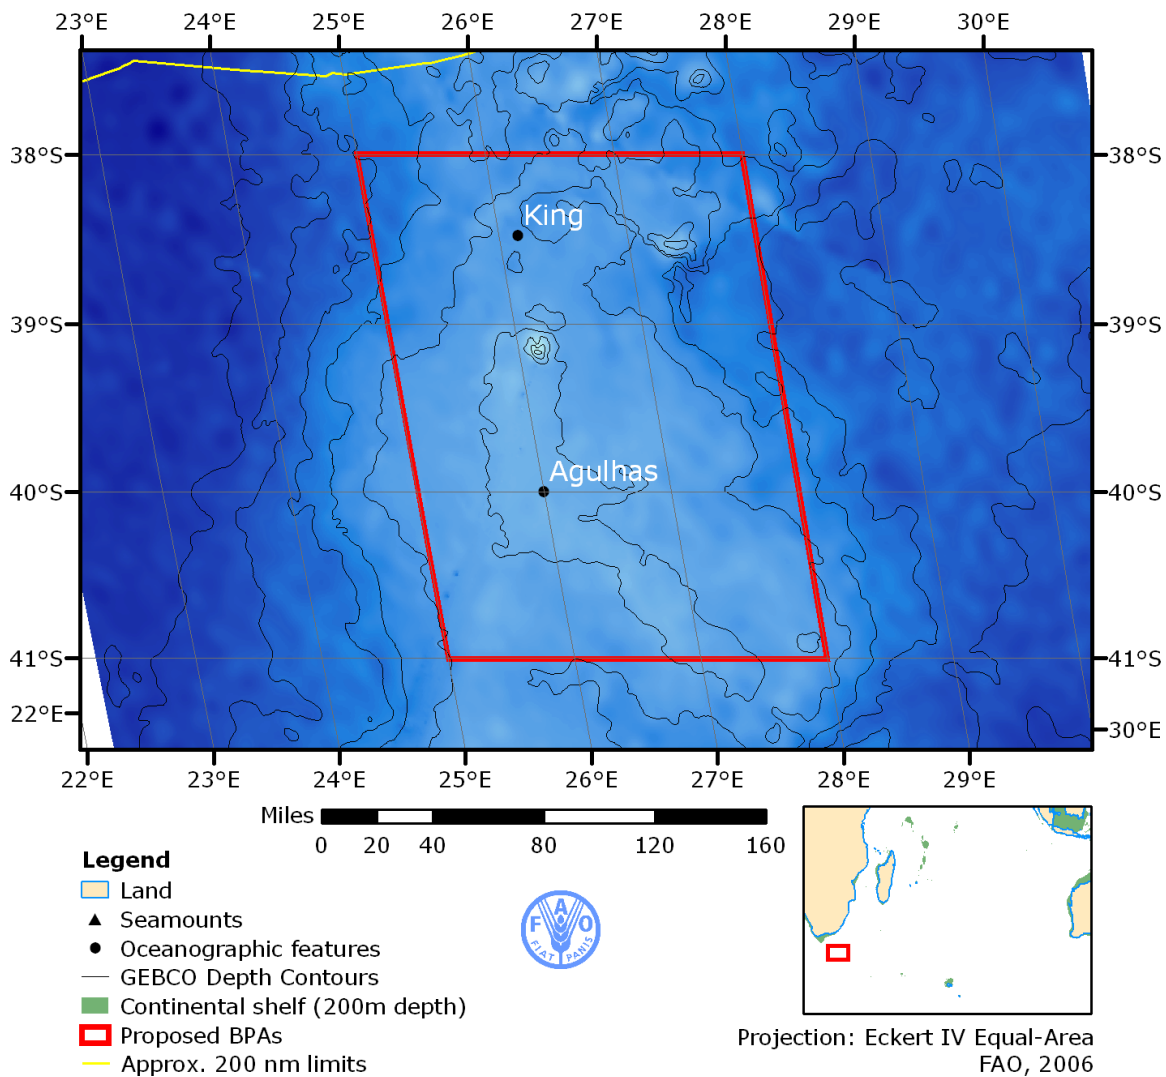 23°E 24°E 25°E 26°E 27°E 28°E 29°E 30°E
38°S 38°S
King
39°S 39°S
Agulhas
40°S 40°S
41°S 41°S
22°E 30°E
22°E 23°E 24°E 25°E 26°E 27°E 28°E 29°E
Miles
0 20 40 80 120 160
Legend
Land
Seamounts
Oceanographic features
GEBCO Depth Contours
Continental shelf (200m depth)
Proposed BPAs
Approx. 200 nm limits
F A O
FIAT PANIS
Projection: Eckert IV Equal-Area
FAO, 2006